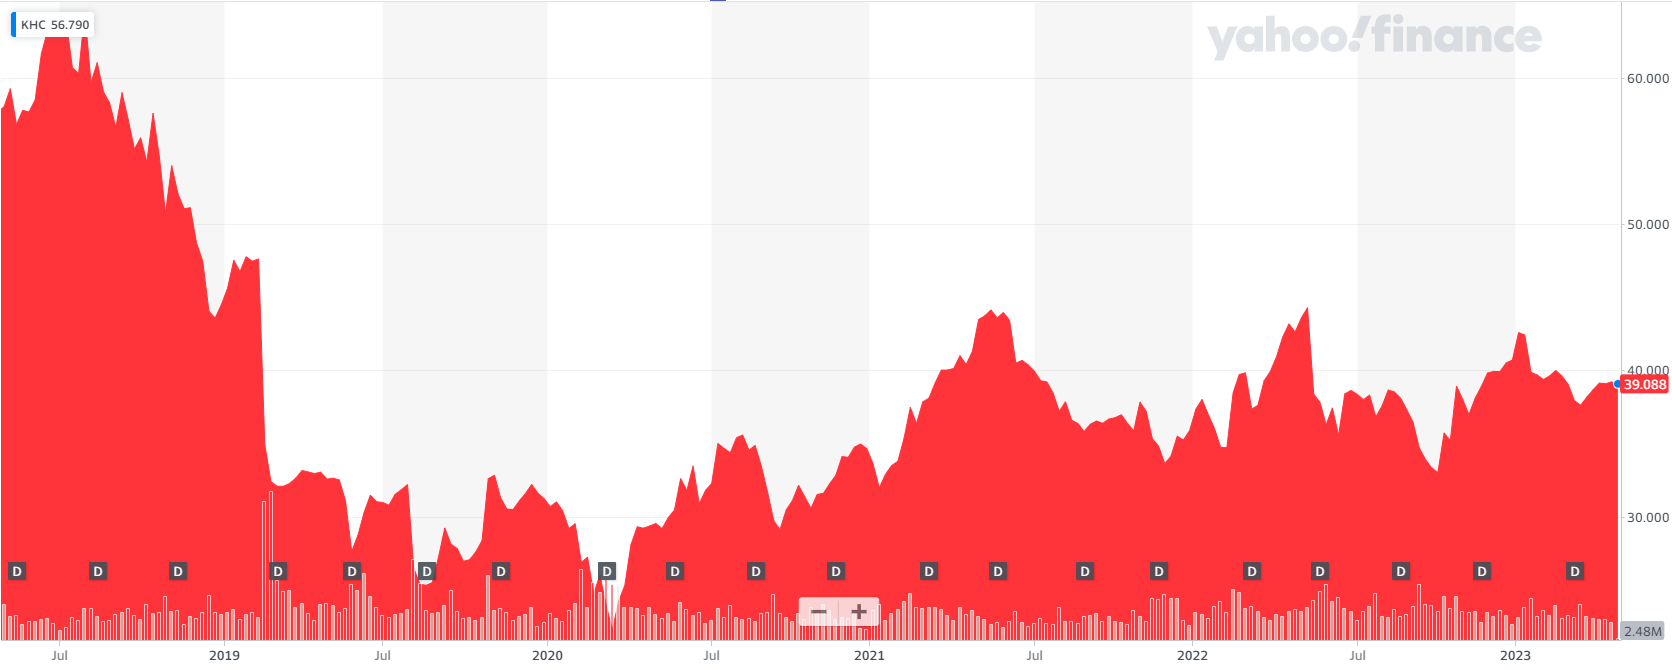 KHC 56.790
yahoo!finance
60.000
50.000
40.000
39.088
30.000
D D D D D D D D D D D D D D D D D D D D
2.48M
Jul 2019 Jul 2020 Jul 2021 Jul 2022 Jul 2023